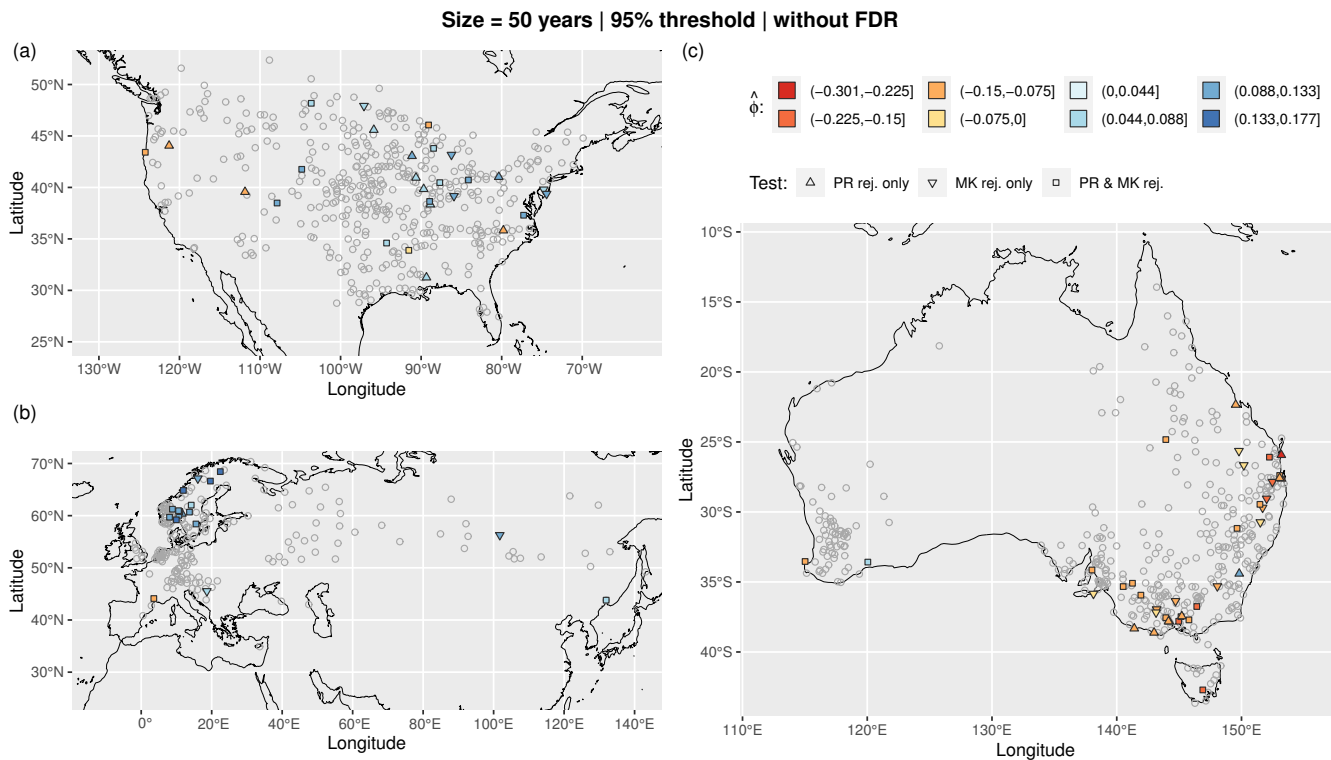 Size = 50 years | 95% threshold | without FDR
(a)
50°N
45°N
40°N
35°N
30°N
25°N
Latitude
130°W 120°W 110°W 100°W 90°W 80°W 70°W
Longitude
(b)
70°N
60°N
50°N
40°N
30°N
Latitude
0° 20°E 40°E 60°E 80°E 100°E 120°E 140°E
Longitude
(c)
ϕ̂:
(−0.301,−0.225] (−0.15,−0.075] (0,0.044] (0.088,0.133]
(−0.225,−0.15] (−0.075,0] (0.044,0.088] (0.133,0.177]
Test: PR rej. only MK rej. only PR & MK rej.
10°S
15°S
20°S
25°S
30°S
35°S
40°S
Latitude
110°E 120°E 130°E 140°E 150°E
Longitude